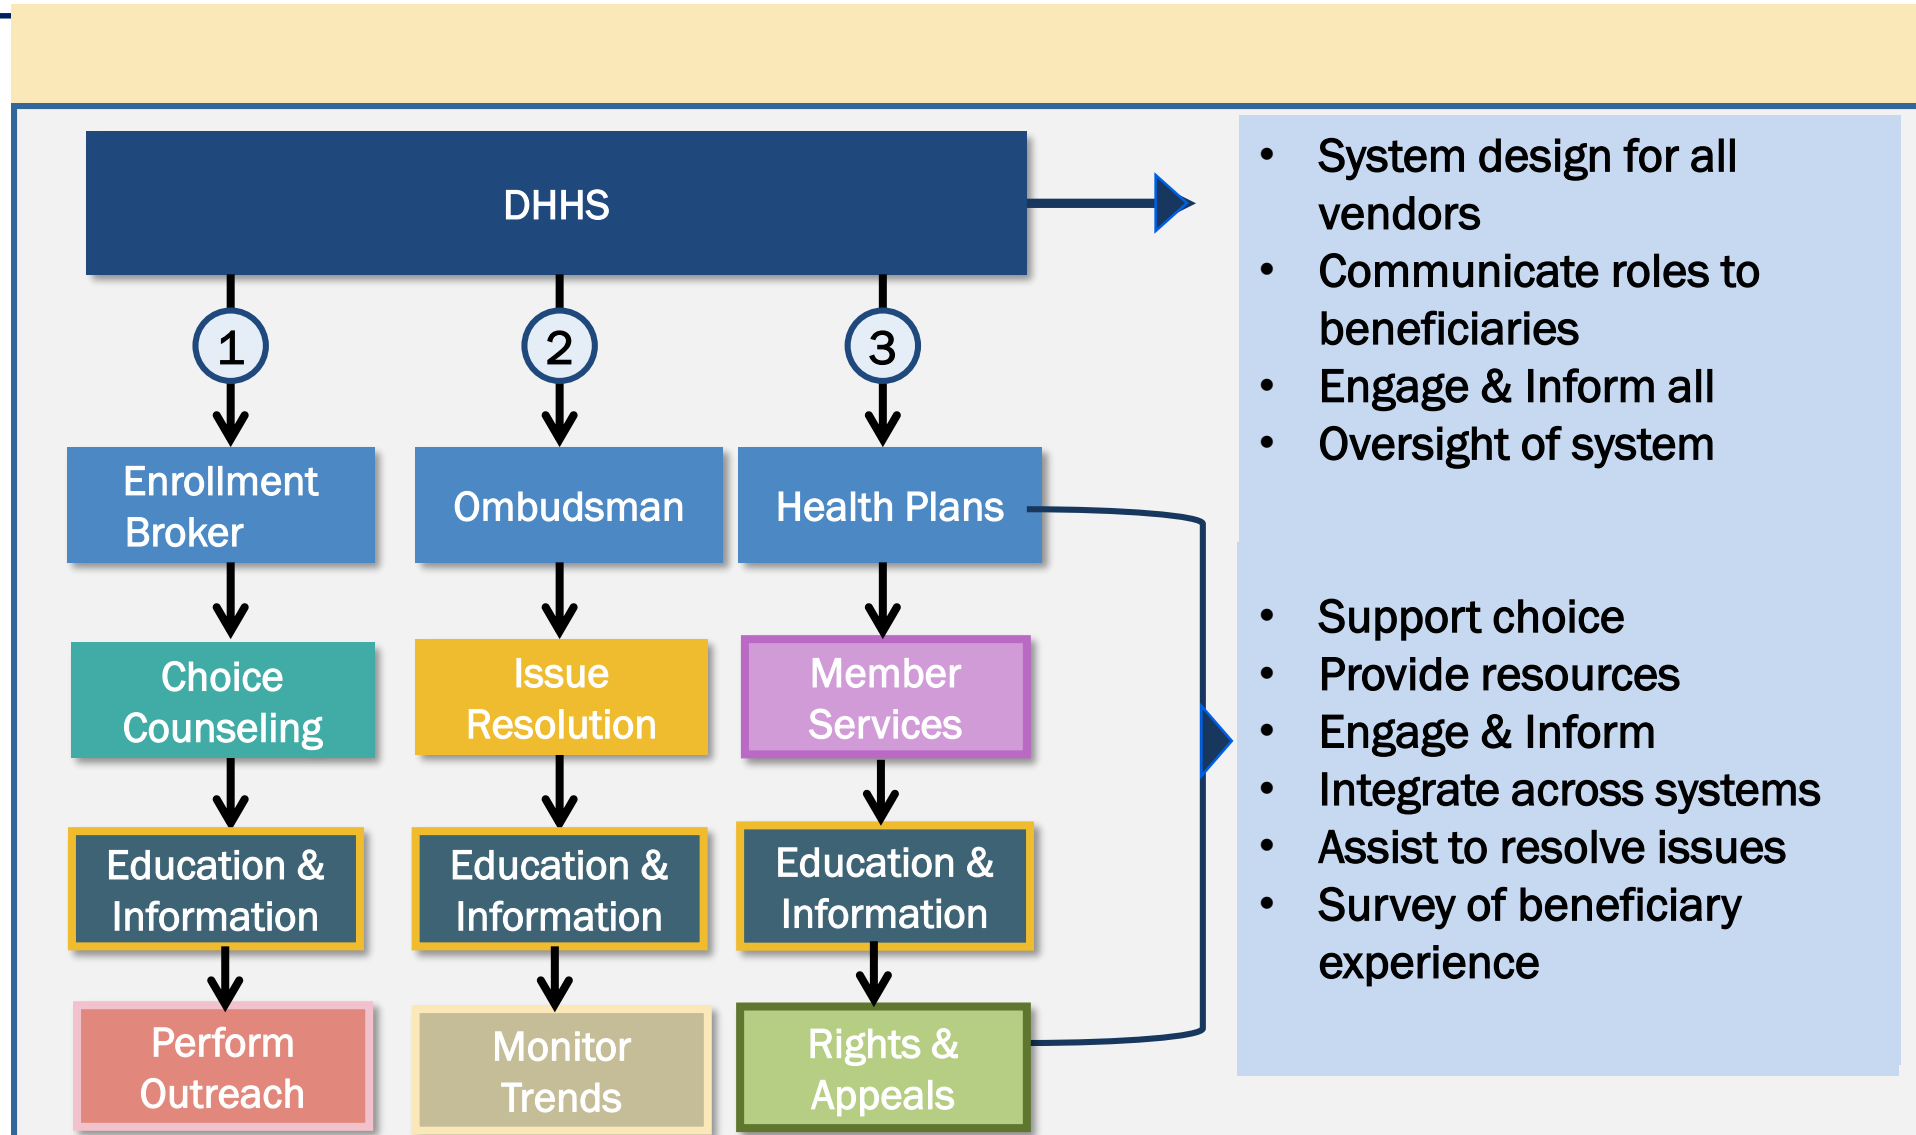 DHHS
1
2
3
Enrollment
Broker
Ombudsman
Health Plans
Choice
Counseling
Issue
Resolution
Member
Services
Education &
Information
Education &
Information
Education &
Information
Perform
Outreach
Monitor
Trends
Rights &
Appeals
• System design for all
vendors
• Communicate roles to
beneficiaries
• Engage & Inform all
• Oversight of system
• Support choice
• Provide resources
• Engage & Inform
• Integrate across systems
• Assist to resolve issues
• Survey of beneficiary
experience